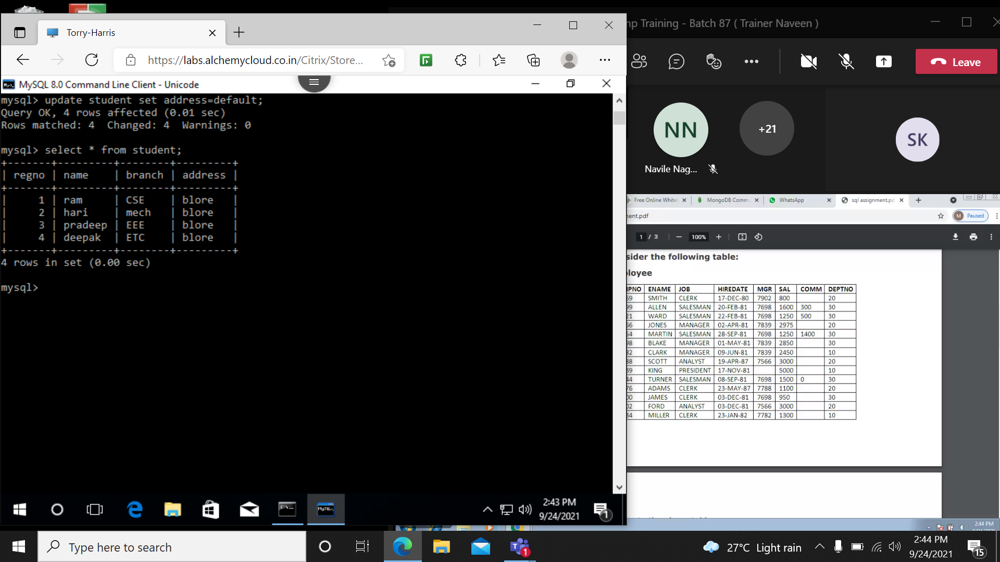 Torry-Harris
https://labs.alchemycloud.co.in/Citrix/Store...
MySQL 8.0 Command Line Client - Unicode
mysql> update student set address=default;
Query OK, 4 rows affected (0.01 sec)
Rows matched: 4  Changed: 4  Warnings: 0
mysql> select * from student;
+-------+---------+--------+---------+
| regno | name    | branch | address |
+-------+---------+--------+---------+
|     1 | ram     | CSE    | blore   |
|     2 | hari    | mech   | blore   |
|     3 | pradeep | EEE    | blore   |
|     4 | deepak  | ETC    | blore   |
+-------+---------+--------+---------+
4 rows in set (0.00 sec)
mysql>
2:43 PM
9/24/2021
1
mp Training - Batch 87 ( Trainer Naveen )
Leave
NN
+21
SK
Navile Nag...
Free Online White
MongoDB Comm
WhatsApp
sql assignment.pd
ment.pdf
M Paused
1 / 3
100%
sider the following table:
ployee
MPNO ENAME JOB HIREDATE MGR SAL COMM DEPTNO
69 SMITH CLERK 17-DEC-80 7902 800 20
99 ALLEN SALESMAN 20-FEB-81 7698 1600 300 30
21 WARD SALESMAN 22-FEB-81 7698 1250 500 30
66 JONES MANAGER 02-APR-81 7839 2975 20
54 MARTIN SALESMAN 28-SEP-81 7698 1250 1400 30
98 BLAKE MANAGER 01-MAY-81 7839 2850 30
82 CLARK MANAGER 09-JUN-81 7839 2450 10
88 SCOTT ANALYST 19-APR-87 7566 3000 20
39 KING PRESIDENT 17-NOV-81 5000 10
44 TURNER SALESMAN 08-SEP-81 7698 1500 0 30
76 ADAMS CLERK 23-MAY-87 7788 1100 20
00 JAMES CLERK 03-DEC-81 7698 950 30
02 FORD ANALYST 03-DEC-81 7566 3000 20
34 MILLER CLERK 23-JAN-82 7782 1300 10
2:44 PM
Type here to search
T
1
27°C Light rain
2:44 PM
9/24/2021
15